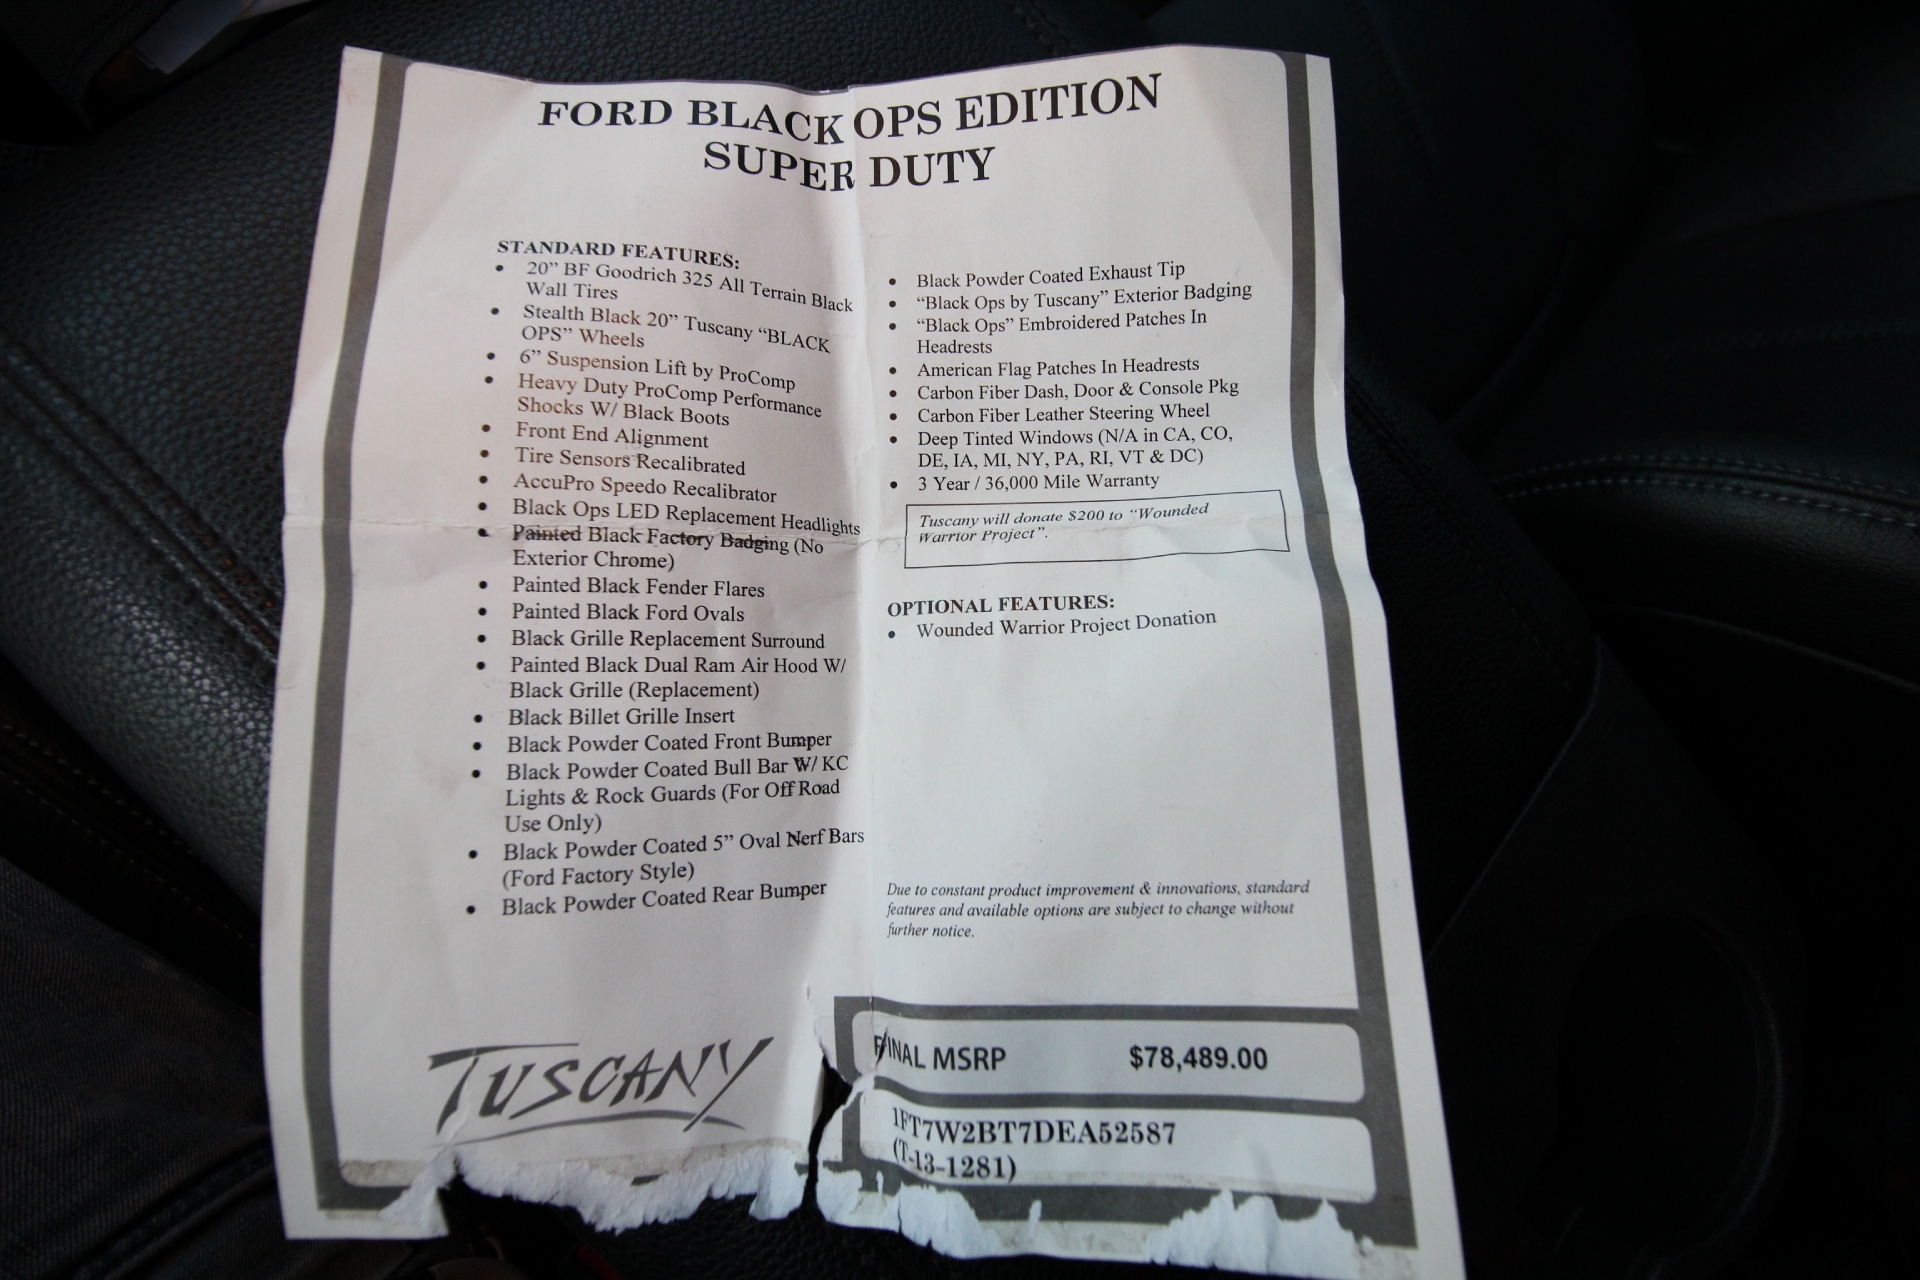 FORD BLACK OPS EDITION
SUPER DUTY
STANDARD FEATURES:
• 20” BF Goodrich 325 All Terrain Black
Wall Tires
• Stealth Black 20” Tuscany “BLACK
OPS” Wheels
• 6” Suspension Lift by ProComp
• Heavy Duty ProComp Performance
Shocks W/ Black Boots
• Front End Alignment
• Tire Sensors Recalibrated
• AccuPro Speedo Recalibrator
• Black Ops LED Replacement Headlights
• Painted Black Factory Badging (No
Exterior Chrome)
• Painted Black Fender Flares
• Painted Black Ford Ovals
• Black Grille Replacement Surround
• Painted Black Dual Ram Air Hood W/
Black Grille (Replacement)
• Black Billet Grille Insert
• Black Powder Coated Front Bumper
• Black Powder Coated Bull Bar W/ KC
Lights & Rock Guards (For Off Road
Use Only)
• Black Powder Coated 5” Oval Nerf Bars
(Ford Factory Style)
• Black Powder Coated Rear Bumper
• Black Powder Coated Exhaust Tip
• “Black Ops by Tuscany” Exterior Badging
• “Black Ops” Embroidered Patches In
Headrests
• American Flag Patches In Headrests
• Carbon Fiber Dash, Door & Console Pkg
• Carbon Fiber Leather Steering Wheel
• Deep Tinted Windows (N/A in CA, CO,
DE, IA, MI, NY, PA, RI, VT & DC)
• 3 Year / 36,000 Mile Warranty
Tuscany will donate $200 to “Wounded
Warrior Project”.
OPTIONAL FEATURES:
• Wounded Warrior Project Donation
Due to constant product improvement & innovations, standard
features and available options are subject to change without
further notice.
TUSCANY
FINAL MSRP $78,489.00
1FT7W2BT7DEA52587
(T-13-1281)